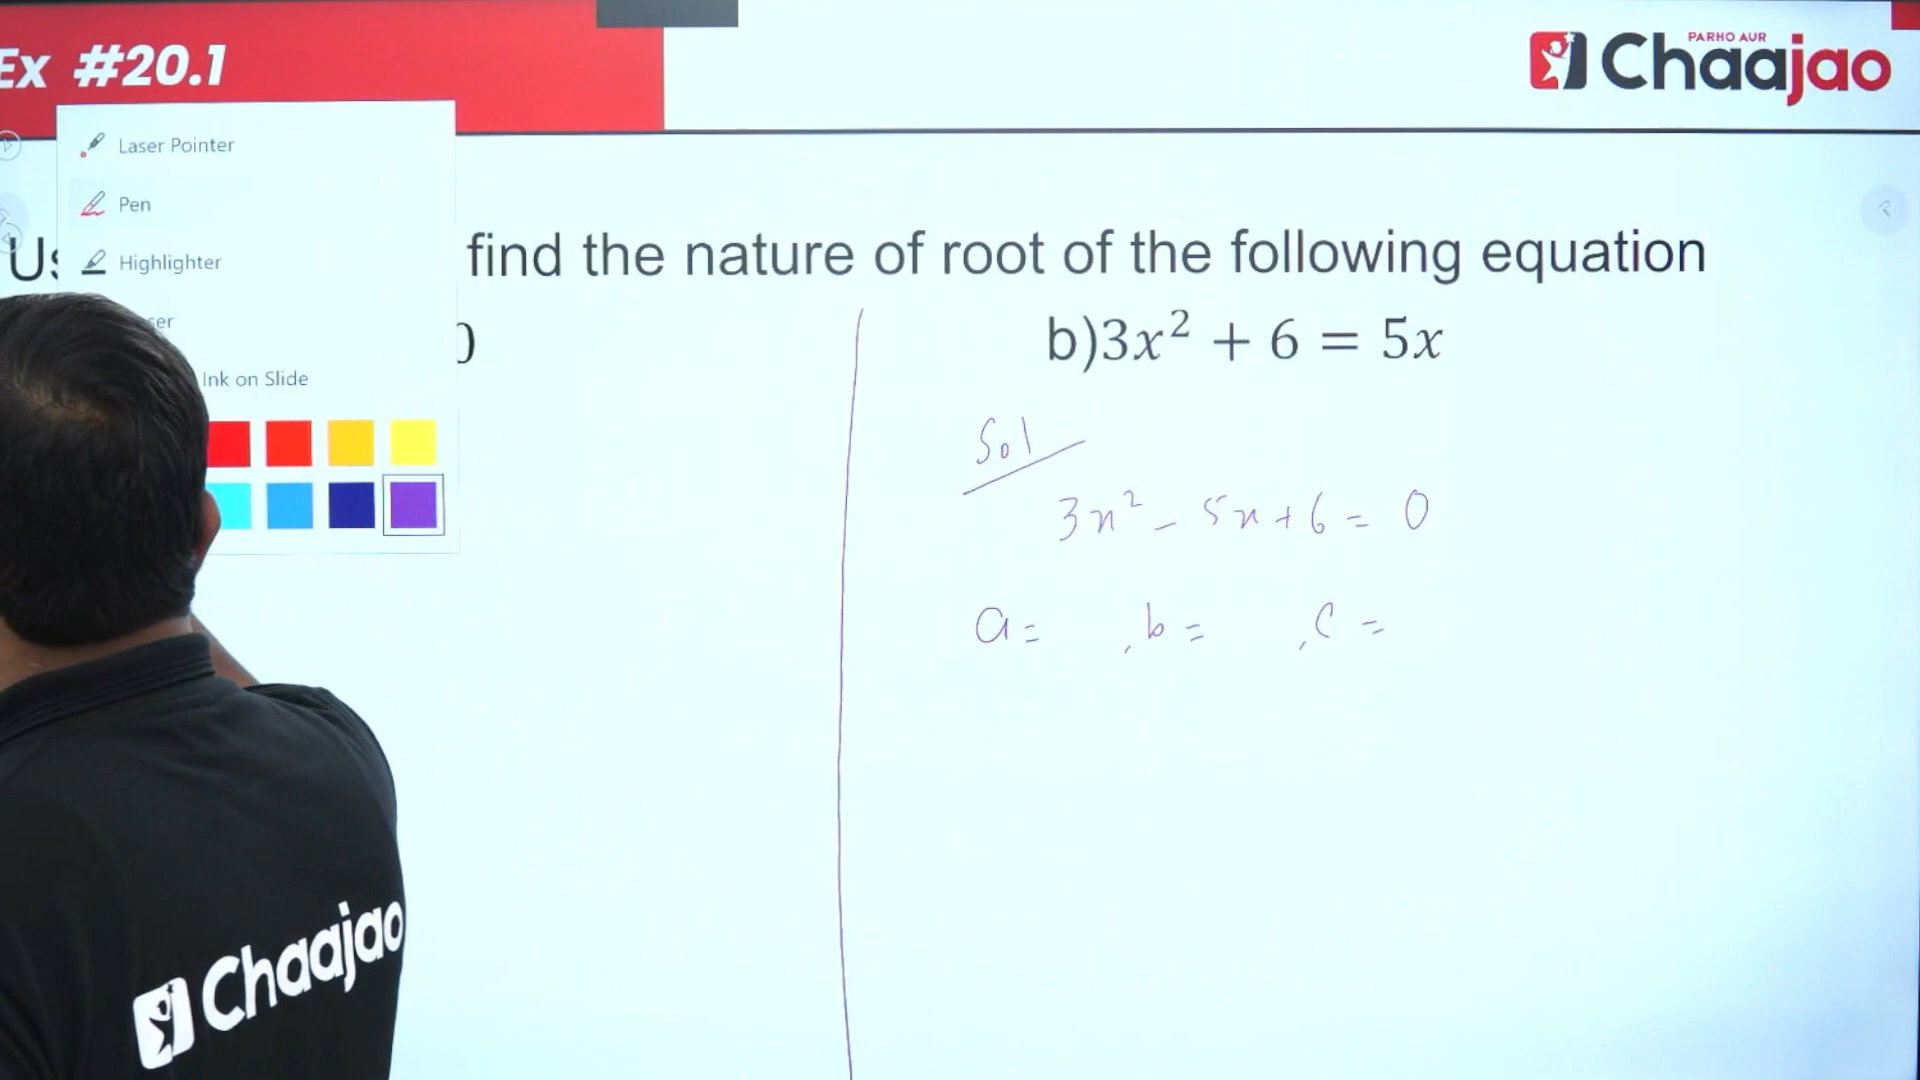 Ex #20.1
PARHO AUR
Chaajao
Laser Pointer
Pen
Highlighter
Ink on Slide
find the nature of root of the following equation
b)3x² + 6 = 5x
Sol
3x² - 5x + 6 = 0
a= , b= , c =
Chaajao